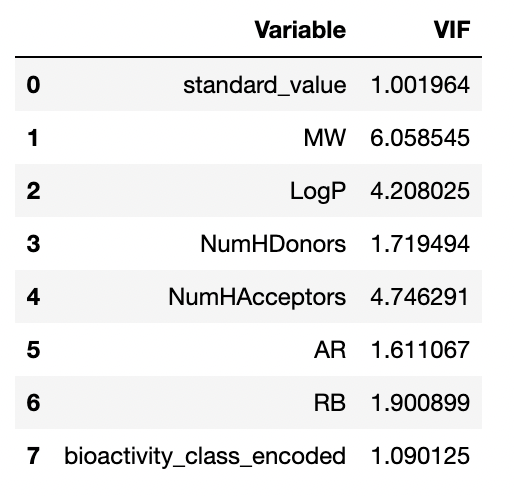 Variable VIF
0 standard_value 1.001964
1 MW 6.058545
2 LogP 4.208025
3 NumHDonors 1.719494
4 NumHAcceptors 4.746291
5 AR 1.611067
6 RB 1.900899
7 bioactivity_class_encoded 1.090125